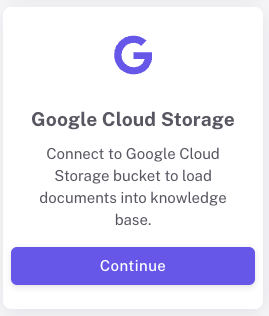 Google Cloud Storage
Connect to Google Cloud
Storage bucket to load
documents into knowledge
base.
Continue